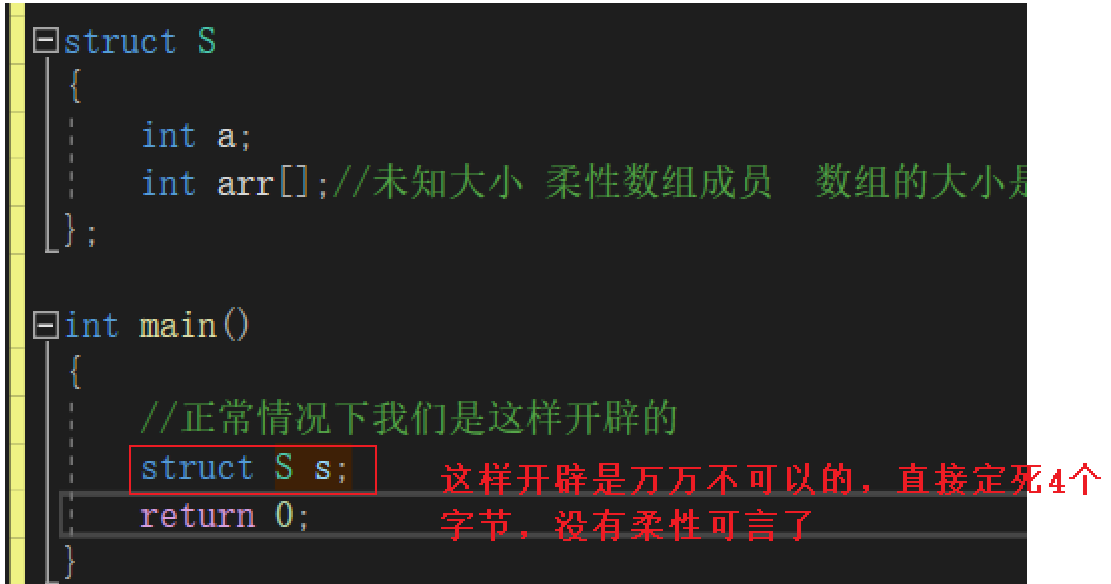 struct S
{
int a;
int arr[];//未知大小 柔性数组成员 数组的大小是
};
int main()
{
//正常情况下我们是这样开辟的
struct S s;
这样开辟是万万不可以的，直接定死4个
字节，没有柔性可言了
return 0;
}